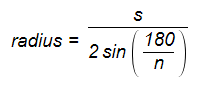 radius = s / 2 sin ( 180 / n )